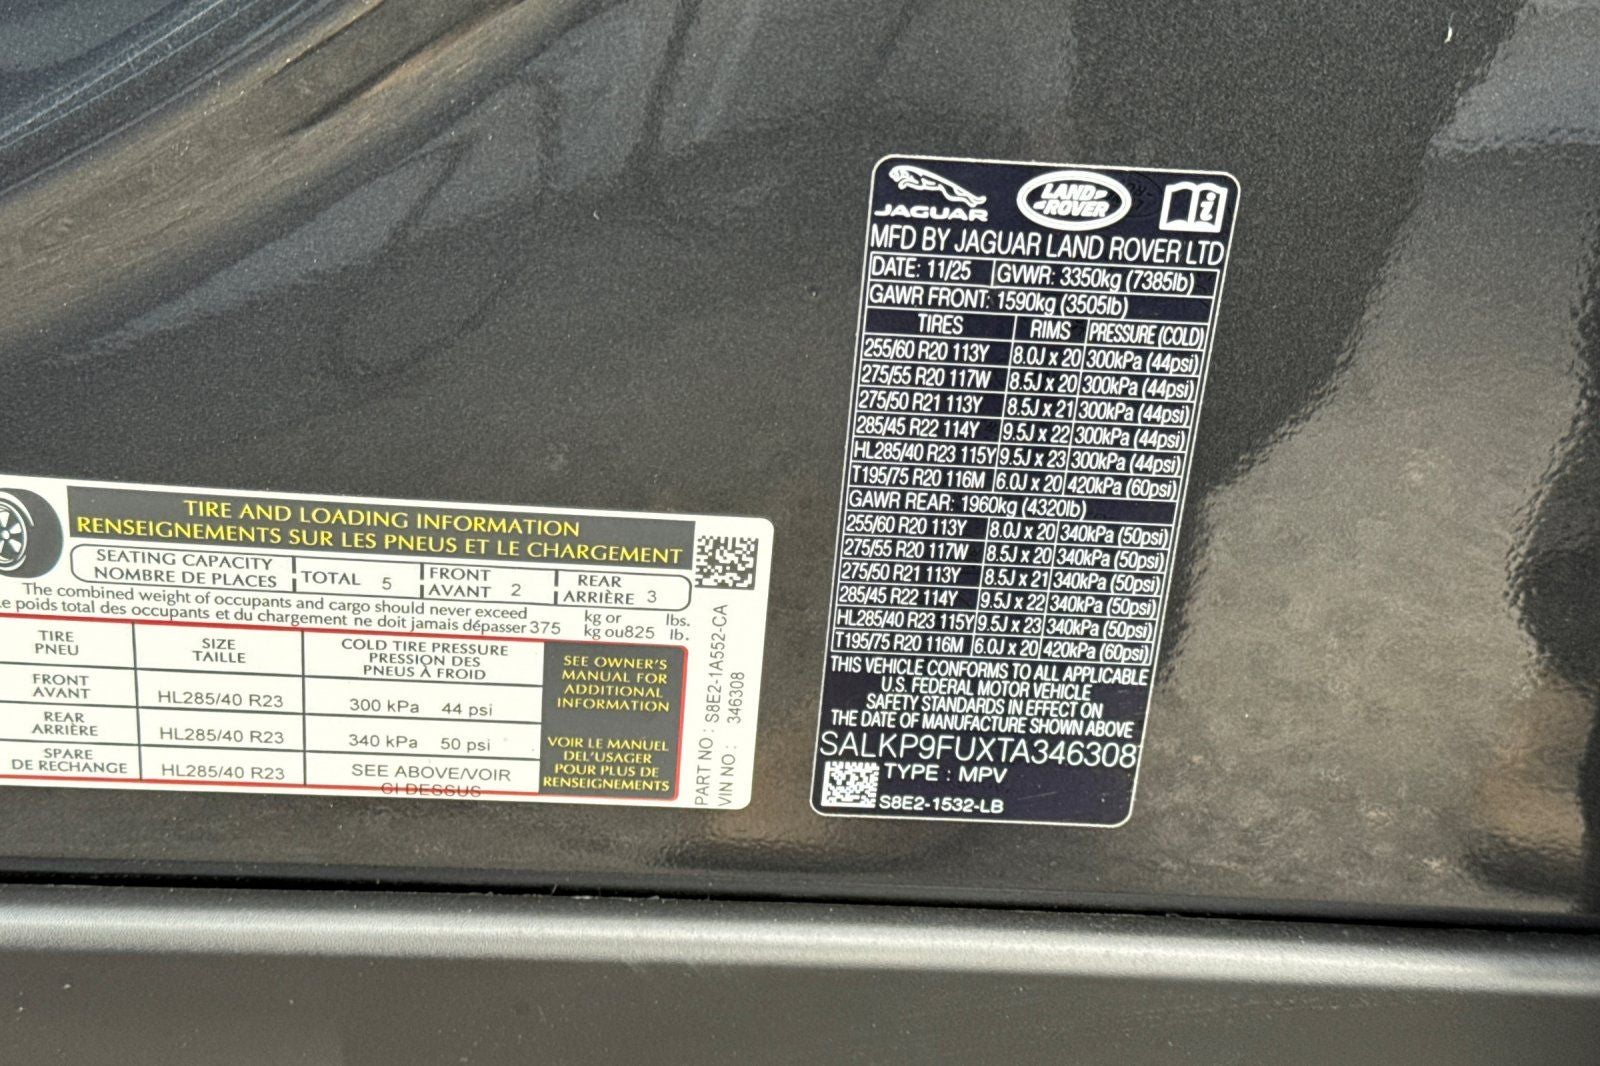 TIRE AND LOADING INFORMATION
RENSEIGNEMENTS SUR LES PNEUS ET LE CHARGEMENT
SEATING CAPACITY
NOMBRE DE PLACES
TOTAL 5
FRONT
AVANT 2
REAR
ARRIÈRE 3
The combined weight of occupants and cargo should never exceed
poids total des occupants et du chargement ne doit jamais dépasser 375
kg or
kg ou 825
lbs.
lb.
TIRE
PNEU
SIZE
TAILLE
COLD TIRE PRESSURE
PRESSION DES
PNEUS À FROID
FRONT
AVANT
HL285/40 R23
300 kPa 44 psi
REAR
ARRIÈRE
HL285/40 R23
340 kPa 50 psi
SPARE
DE RECHANGE
HL285/40 R23
SEE ABOVE/VOIR
CI DESSUS
SEE OWNER'S
MANUAL FOR
ADDITIONAL
INFORMATION
VOIR LE MANUEL
DEL'USAGER
POUR PLUS DE
RENSEIGNEMENTS
PART NO : S8E2-1A552-CA
VIN NO : 346308
JAGUAR
LAND
ROVER
i
MFD BY JAGUAR LAND ROVER LTD
DATE: 11/25 GVWR: 3350kg (7385lb)
GAWR FRONT: 1590kg (3505lb)
TIRES RIMS PRESSURE (COLD)
255/60 R20 113Y 8.0J x 20 300kPa (44psi)
275/55 R20 117W 8.5J x 20 300kPa (44psi)
275/50 R21 113Y 8.5J x 21 300kPa (44psi)
285/45 R22 114Y 9.5J x 22 300kPa (44psi)
HL285/40 R23 115Y 9.5J x 23 300kPa (44psi)
T195/75 R20 116M 6.0J x 20 420kPa (60psi)
GAWR REAR: 1960kg (4320lb)
255/60 R20 113Y 8.0J x 20 340kPa (50psi)
275/55 R20 117W 8.5J x 20 340kPa (50psi)
275/50 R21 113Y 8.5J x 21 340kPa (50psi)
285/45 R22 114Y 9.5J x 22 340kPa (50psi)
HL285/40 R23 115Y 9.5J x 23 340kPa (50psi)
T195/75 R20 116M 6.0J x 20 420kPa (60psi)
THIS VEHICLE CONFORMS TO ALL APPLICABLE
U.S. FEDERAL MOTOR VEHICLE
SAFETY STANDARDS IN EFFECT ON
THE DATE OF MANUFACTURE SHOWN ABOVE
SALKP9FUXTA346308
TYPE : MPV
S8E2-1532-LB